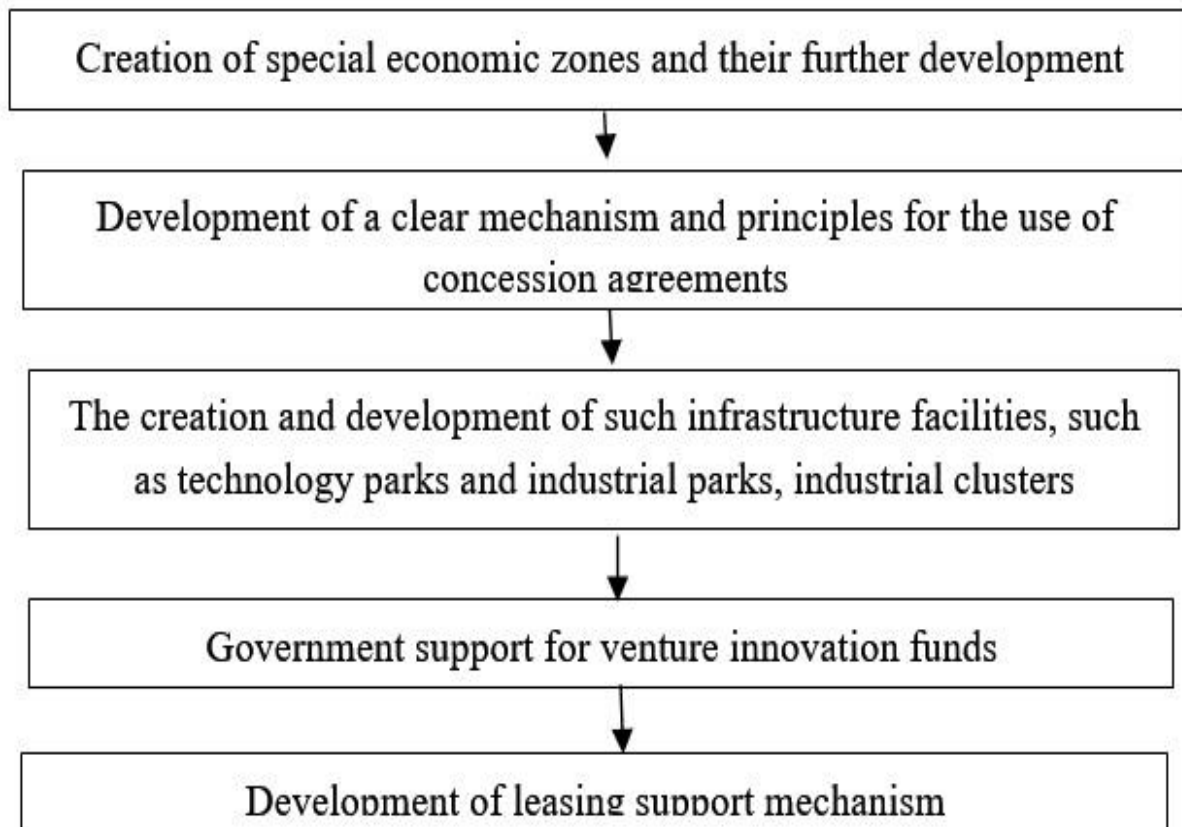 Creation of special economic zones and their further development
Development of a clear mechanism and principles for the use of
concession agreements
The creation and development of such infrastructure facilities, such
as technology parks and industrial parks, industrial clusters
Government support for venture innovation funds
Development of leasing support mechanism